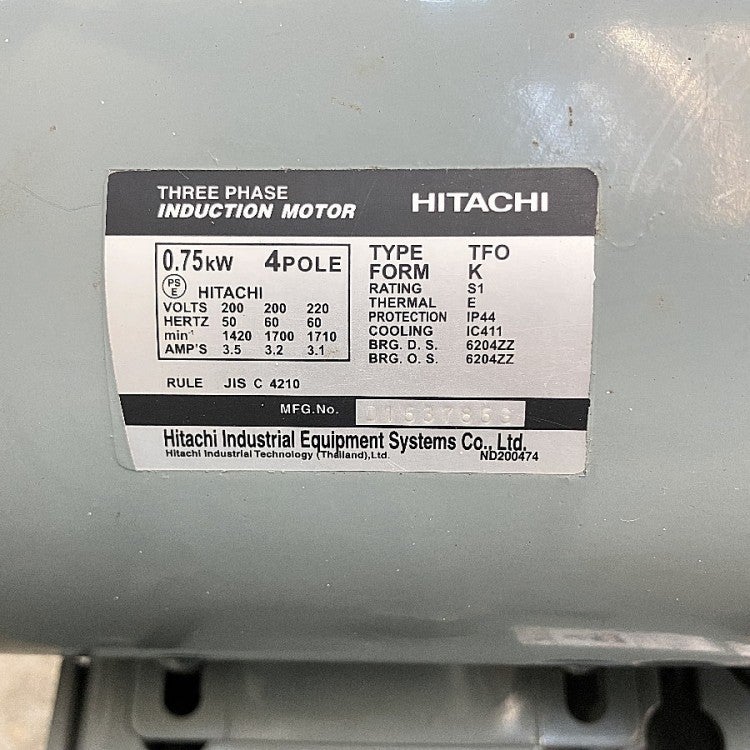 THREE PHASE
INDUCTION MOTOR
HITACHI
0.75kW 4POLE
PS
E
HITACHI
VOLTS 200 200 220
HERTZ 50 60 60
min-1 1420 1700 1710
AMP'S 3.5 3.2 3.1
RULE JIS C 4210
TYPE TFO
FORM K
RATING S1
THERMAL E
PROTECTION IP44
COOLING IC411
BRG. D. S. 6204ZZ
BRG. O. S. 6204ZZ
MFG.No.
Hitachi Industrial Equipment Systems Co., Ltd.
Hitachi Industrial Technology (Thailand),Ltd.
ND200474